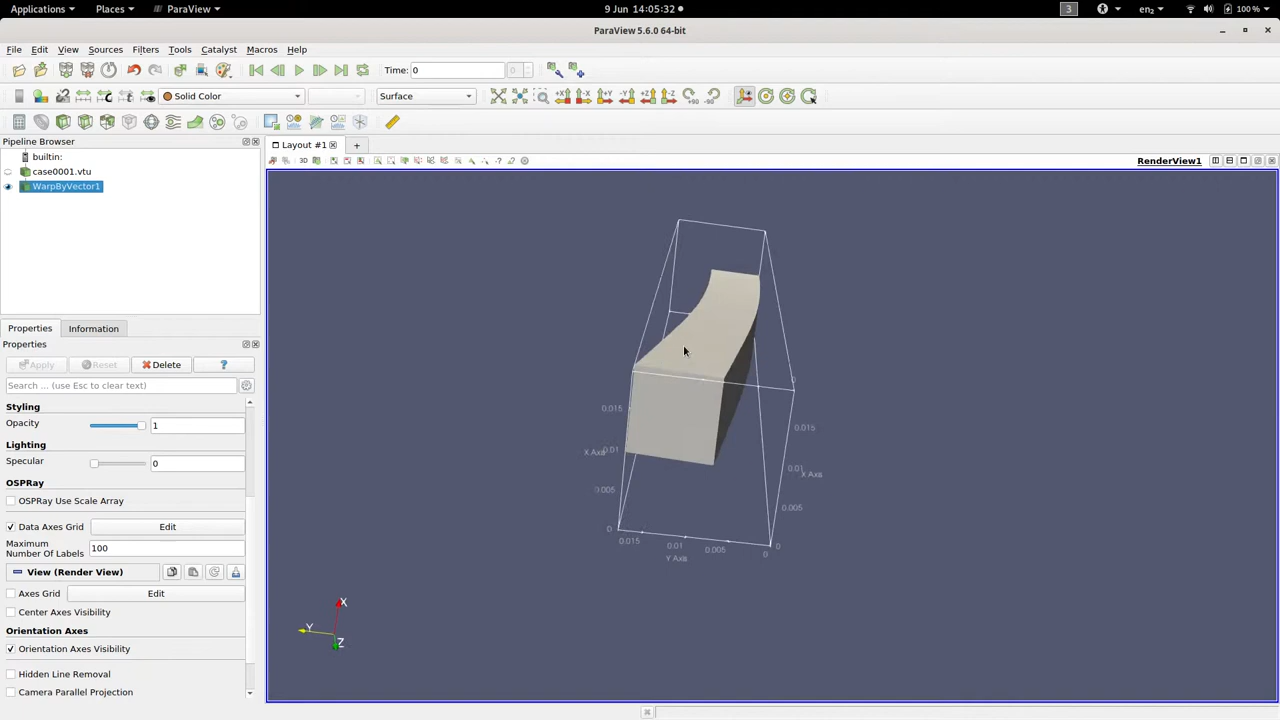 Applications Places ParaView 9 Jun 14:05:32 3 en2 100 %
ParaView 5.6.0 64-bit
File Edit View Sources Filters Tools Catalyst Macros Help
Time: 0 0
Solid Color Surface +X -X +Y -Y +Z -Z +90 -90
Pipeline Browser
Layout #1 +
builtin:
3D RenderView1
case0001.vtu
WarpByVector1
Properties Information
Properties
Apply Reset Delete ?
Search ... (use Esc to clear text)
Styling
Opacity 1
Lighting
Specular 0
OSPRay
OSPRay Use Scale Array
Data Axes Grid Edit
Maximum
Number Of Labels 100
View (Render View)
Axes Grid Edit
Center Axes Visibility
Orientation Axes
Orientation Axes Visibility
Hidden Line Removal
Camera Parallel Projection
0
0.015 0.015
X Axis 0.01 0.01 X Axis
0.005 0.005
0 0
0.015 0.01 0.005 0
Y Axis
X
Y
Z